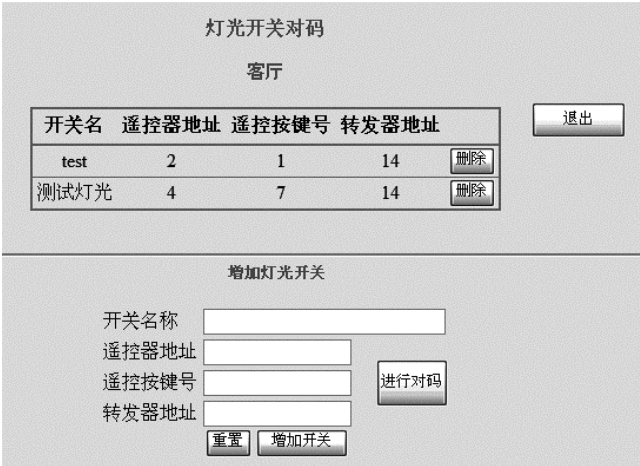 灯光开关对码
客厅
开关名 遥控器地址 遥控按键号 转发器地址
退出
test 2 1 14 删除
测试灯光 4 7 14 删除
增加灯光开关
开关名称
遥控器地址
遥控按键号
进行对码
转发器地址
重置 增加开关